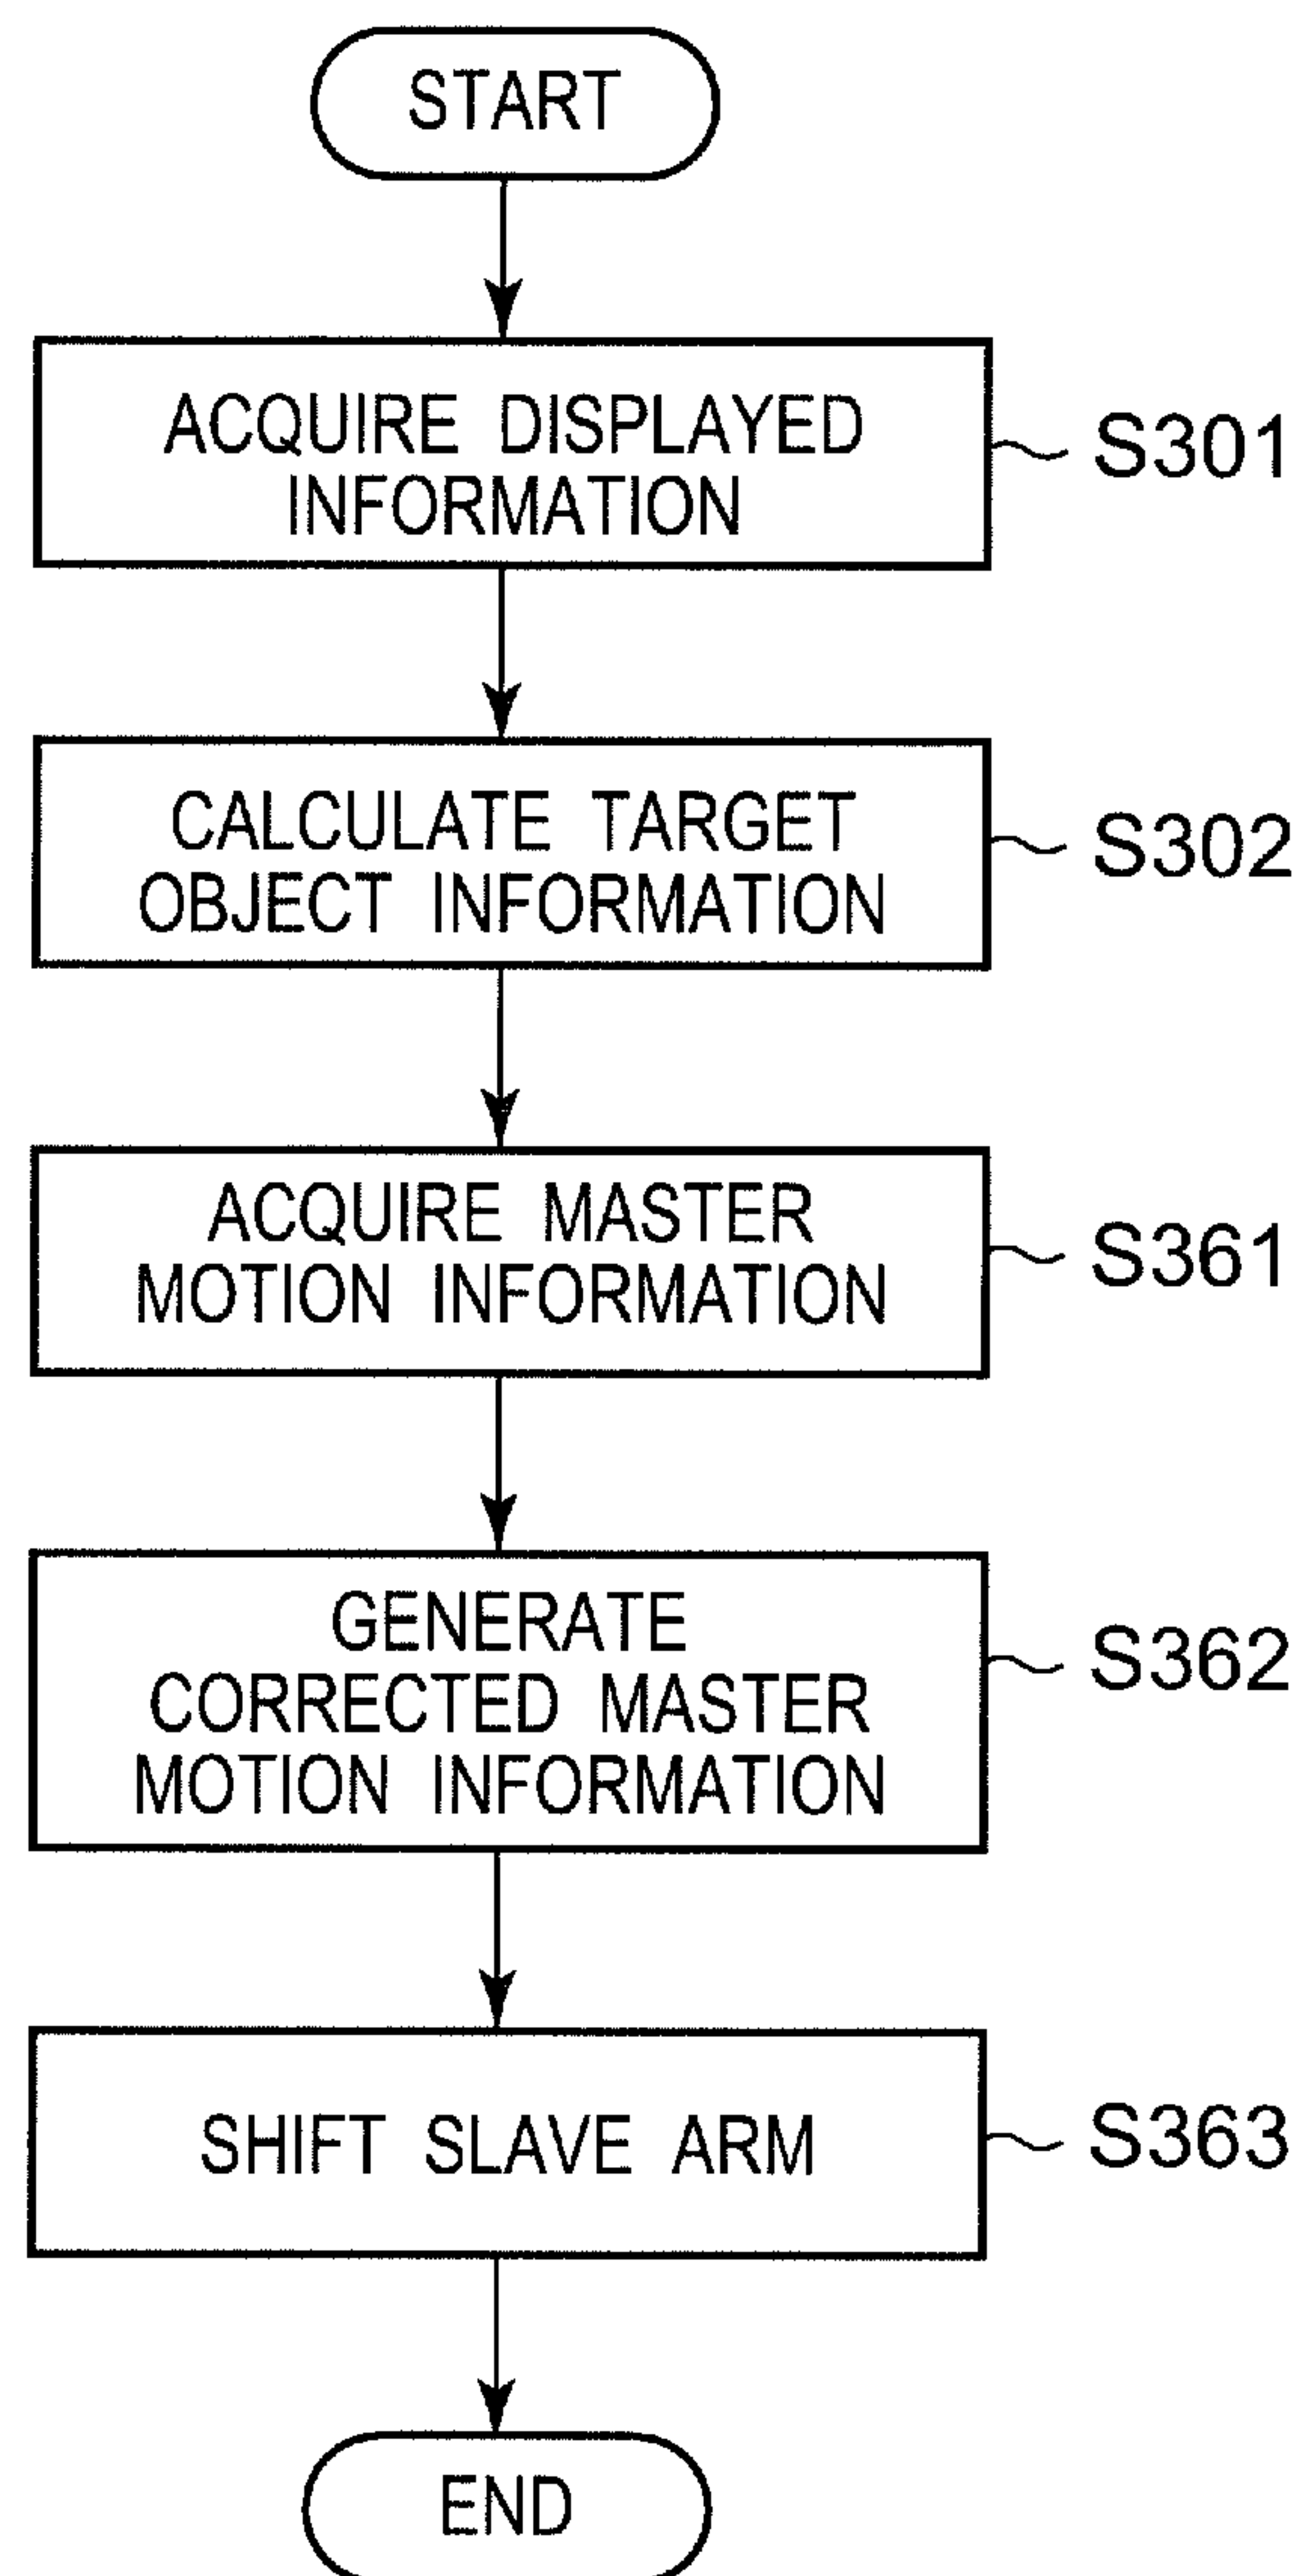 START
ACQUIRE DISPLAYED
INFORMATION
S301
CALCULATE TARGET
OBJECT INFORMATION
S302
ACQUIRE MASTER
MOTION INFORMATION
S361
GENERATE
CORRECTED MASTER
MOTION INFORMATION
S362
SHIFT SLAVE ARM
S363
END